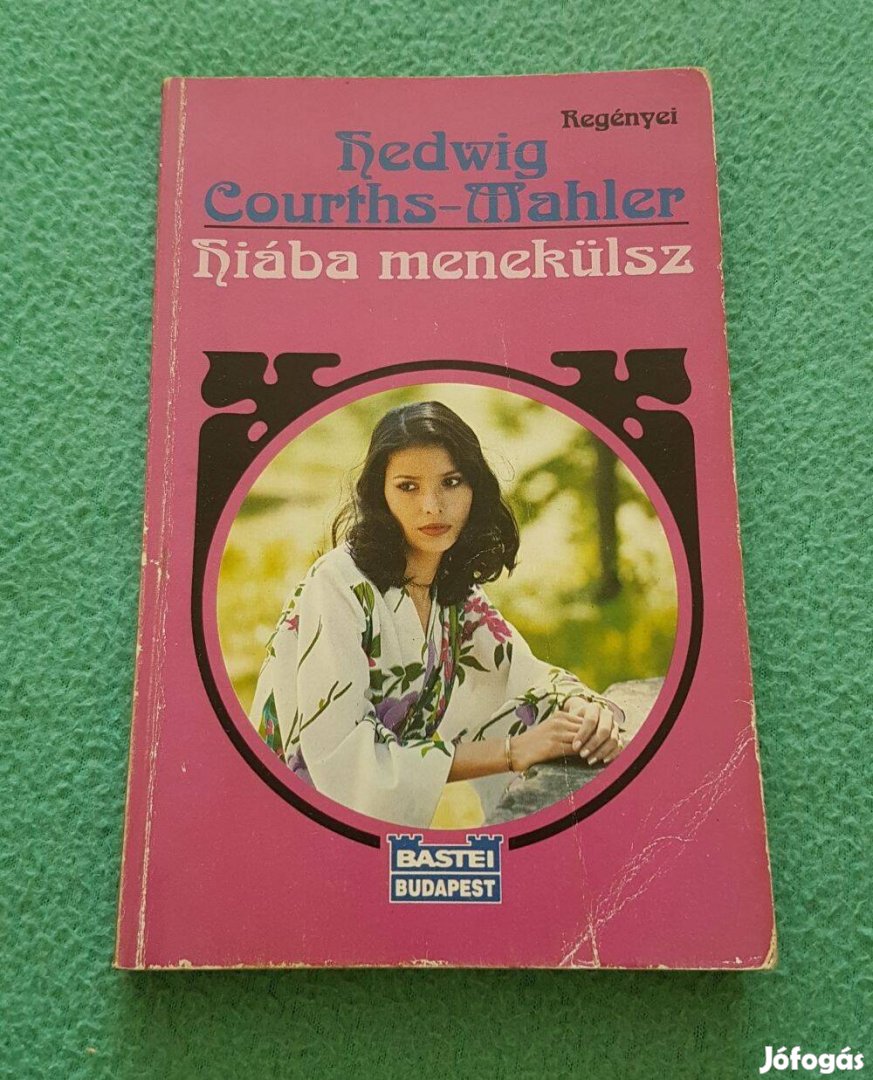 Regényei
Hedwig
Courths-Mahler
Hiába menekülsz
BASTEI
BUDAPEST
Jófogás